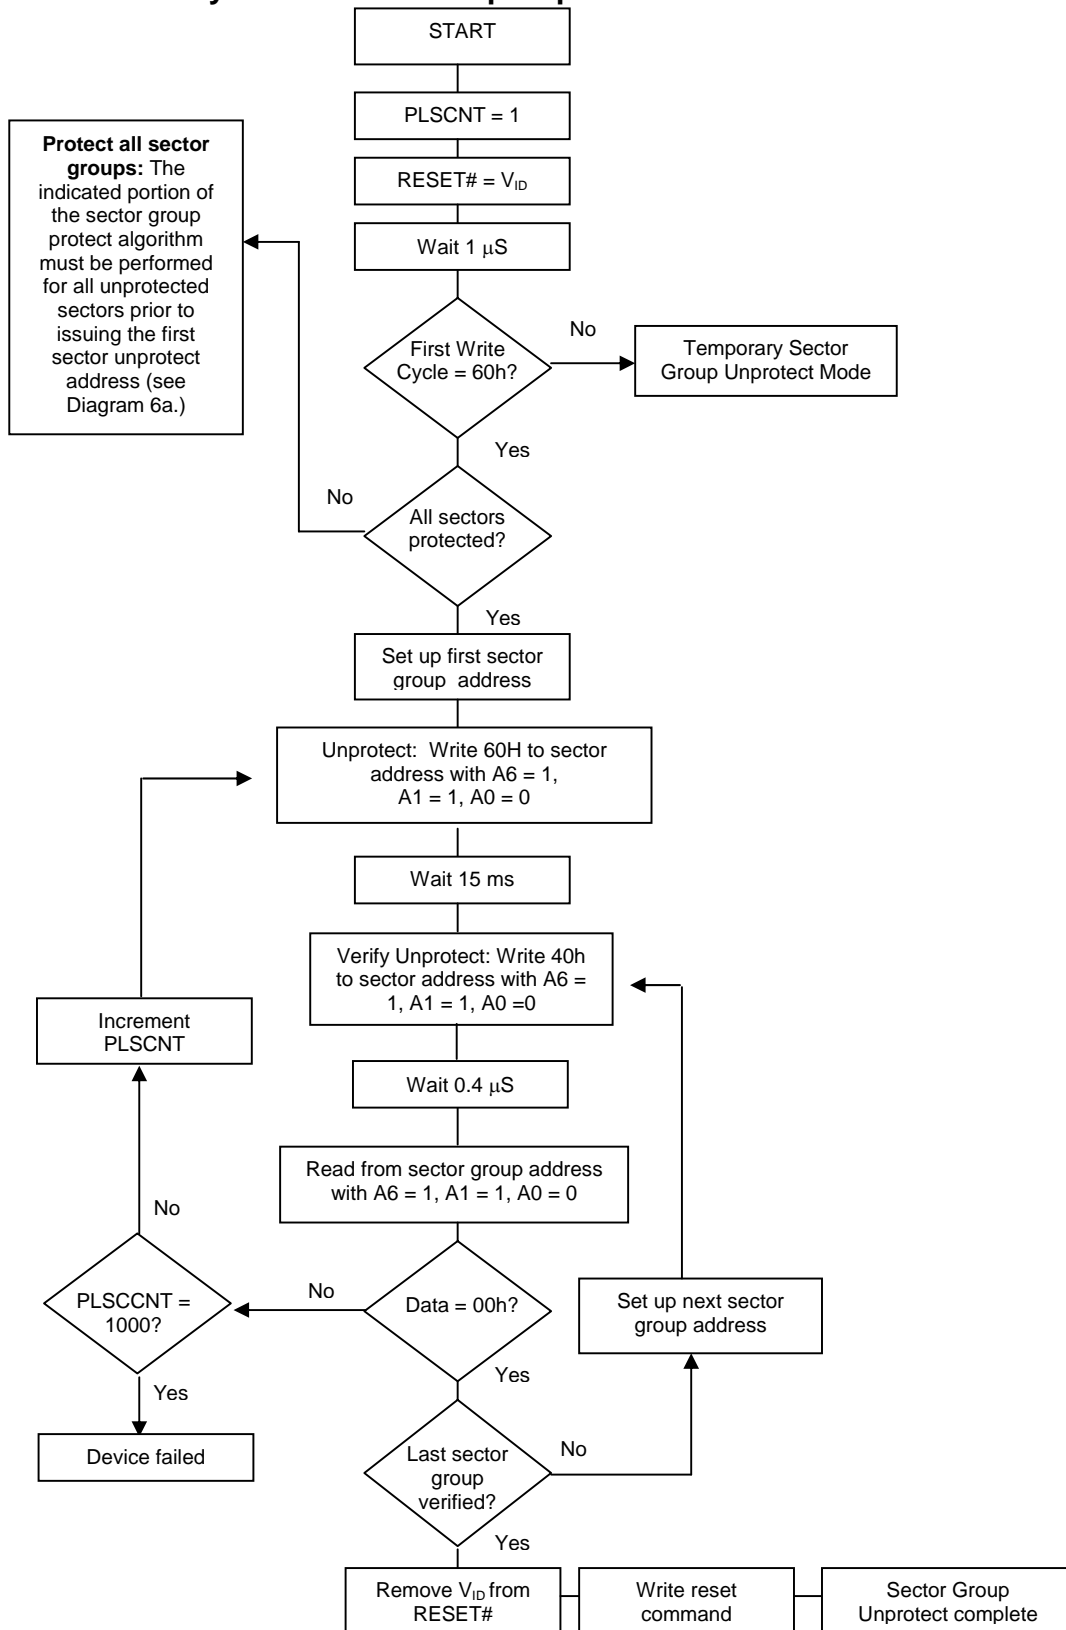 START
PLSCNT = 1
RESET# = VID
Wait 1 μS
Protect all sector
groups: The
indicated portion of
the sector group
protect algorithm
must be performed
for all unprotected
sectors prior to
issuing the first
sector unprotect
address (see
Diagram 6a.)
First Write
Cycle = 60h?
No
Temporary Sector
Group Unprotect Mode
Yes
All sectors
protected?
No
Yes
Set up first sector
group address
Unprotect: Write 60H to sector
address with A6 = 1,
A1 = 1, A0 = 0
Wait 15 ms
Verify Unprotect: Write 40h
to sector address with A6 =
1, A1 = 1, A0 =0
Increment
PLSCNT
Wait 0.4 μS
Read from sector group address
with A6 = 1, A1 = 1, A0 = 0
No
PLSCCNT =
1000?
No
Data = 00h?
Set up next sector
group address
Yes
Yes
Device failed
Last sector
group
verified?
No
Yes
Remove VID from
RESET#
Write reset
command
Sector Group
Unprotect complete